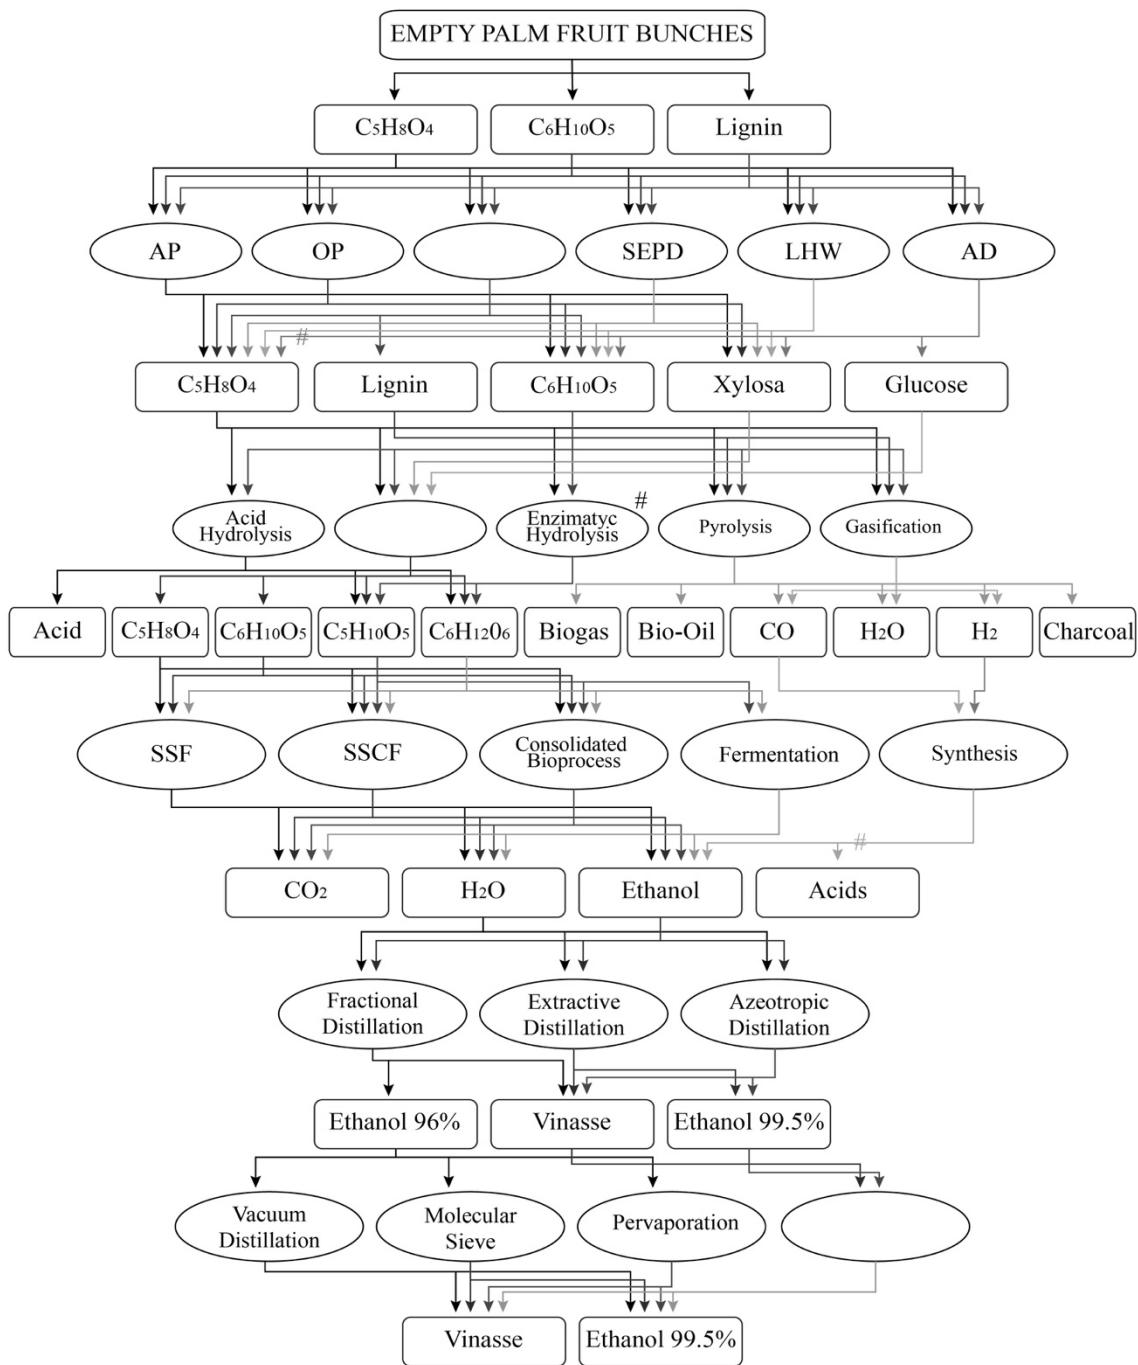 EMPTY PALM FRUIT BUNCHES
C5H8O4
C6H10O5
Lignin
AP
OP
SEPD
LHW
AD
#
C5H8O4
Lignin
C6H10O5
Xylosa
Glucose
#
Acid
Hydrolysis
Enzimatyc
Hydrolysis
Pyrolysis
Gasification
Acid
C5H8O4
C6H10O5
C5H10O5
C6H1206
Biogas
Bio-Oil
CO
H2O
H2
Charcoal
SSF
SSCF
Consolidated
Bioprocess
Fermentation
Synthesis
#
CO2
H2O
Ethanol
Acids
Fractional
Distillation
Extractive
Distillation
Azeotropic
Distillation
Ethanol 96%
Vinasse
Ethanol 99.5%
Vacuum
Distillation
Molecular
Sieve
Pervaporation
Vinasse
Ethanol 99.5%